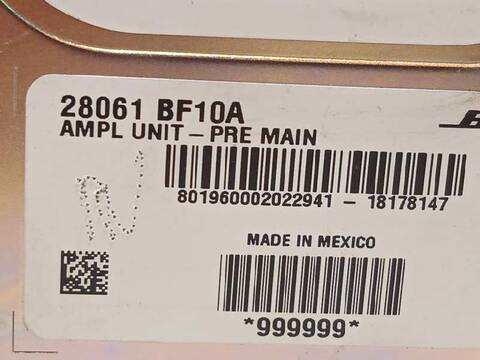 28061 BF10A
AMPL UNIT – PRE MAIN
801960002022941 – 18178147
MADE IN MEXICO
*999999*